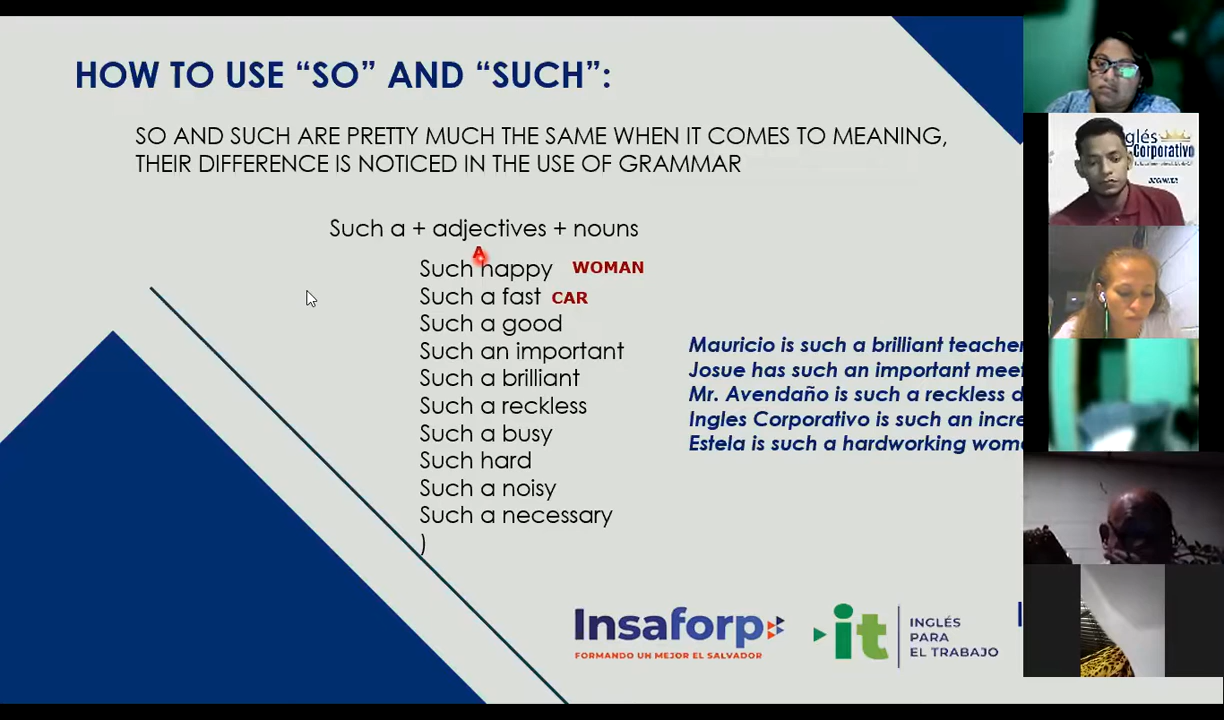 HOW TO USE “SO” AND “SUCH”:
SO AND SUCH ARE PRETTY MUCH THE SAME WHEN IT COMES TO MEANING,
THEIR DIFFERENCE IS NOTICED IN THE USE OF GRAMMAR
Such a + adjectives + nouns
A
Such happy WOMAN
Such a fast CAR
Such a good
Such an important
Such a brilliant
Such a reckless
Such a busy
Such hard
Such a noisy
Such a necessary
)
Mauricio is such a brilliant teacher
Josue has such an important meet
Mr. Avendaño is such a reckless d
Ingles Corporativo is such an incre
Estela is such a hardworking wom
Insaforp
FORMANDO UN MEJOR EL SALVADOR
it
INGLÉS
PARA
EL TRABAJO
glés
Corporativo